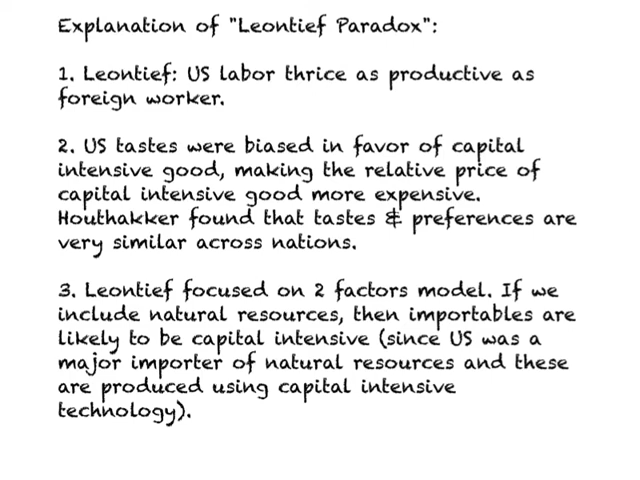 Explanation of "Leontief Paradox":
1. Leontief: US labor thrice as productive as
foreign worker.
2. US tastes were biased in favor of capital
intensive good, making the relative price of
capital intensive good more expensive.
Houthakker found that tastes & preferences are
very similar across nations.
3. Leontief focused on 2 factors model. If we
include natural resources, then importables are
likely to be capital intensive (since US was a
major importer of natural resources and these
are produced using capital intensive
technology).